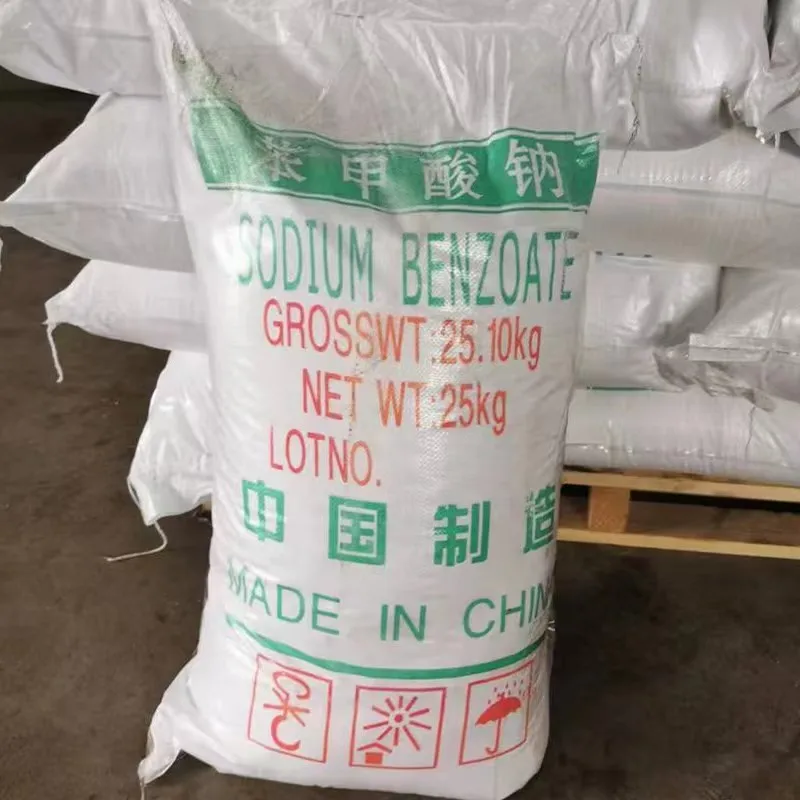 苯甲酸钠
SODIUM BENZOATE
GROSSWT:25.10kg
NET WT:25kg
LOTNO.
中国制造
MADE IN CHINA